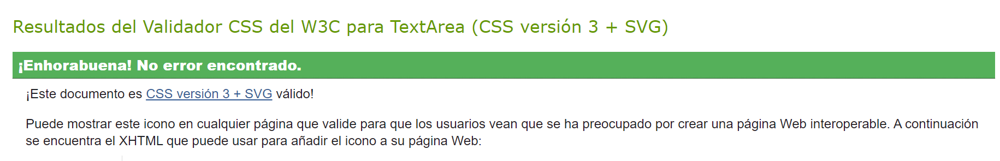 Resultados del Validador CSS del W3C para TextArea (CSS versión 3 + SVG)
¡Enhorabuena! No error encontrado.
¡Este documento es CSS versión 3 + SVG válido!
Puede mostrar este icono en cualquier página que valide para que los usuarios vean que se ha preocupado por crear una página Web interoperable. A continuación
se encuentra el XHTML que puede usar para añadir el icono a su página Web: